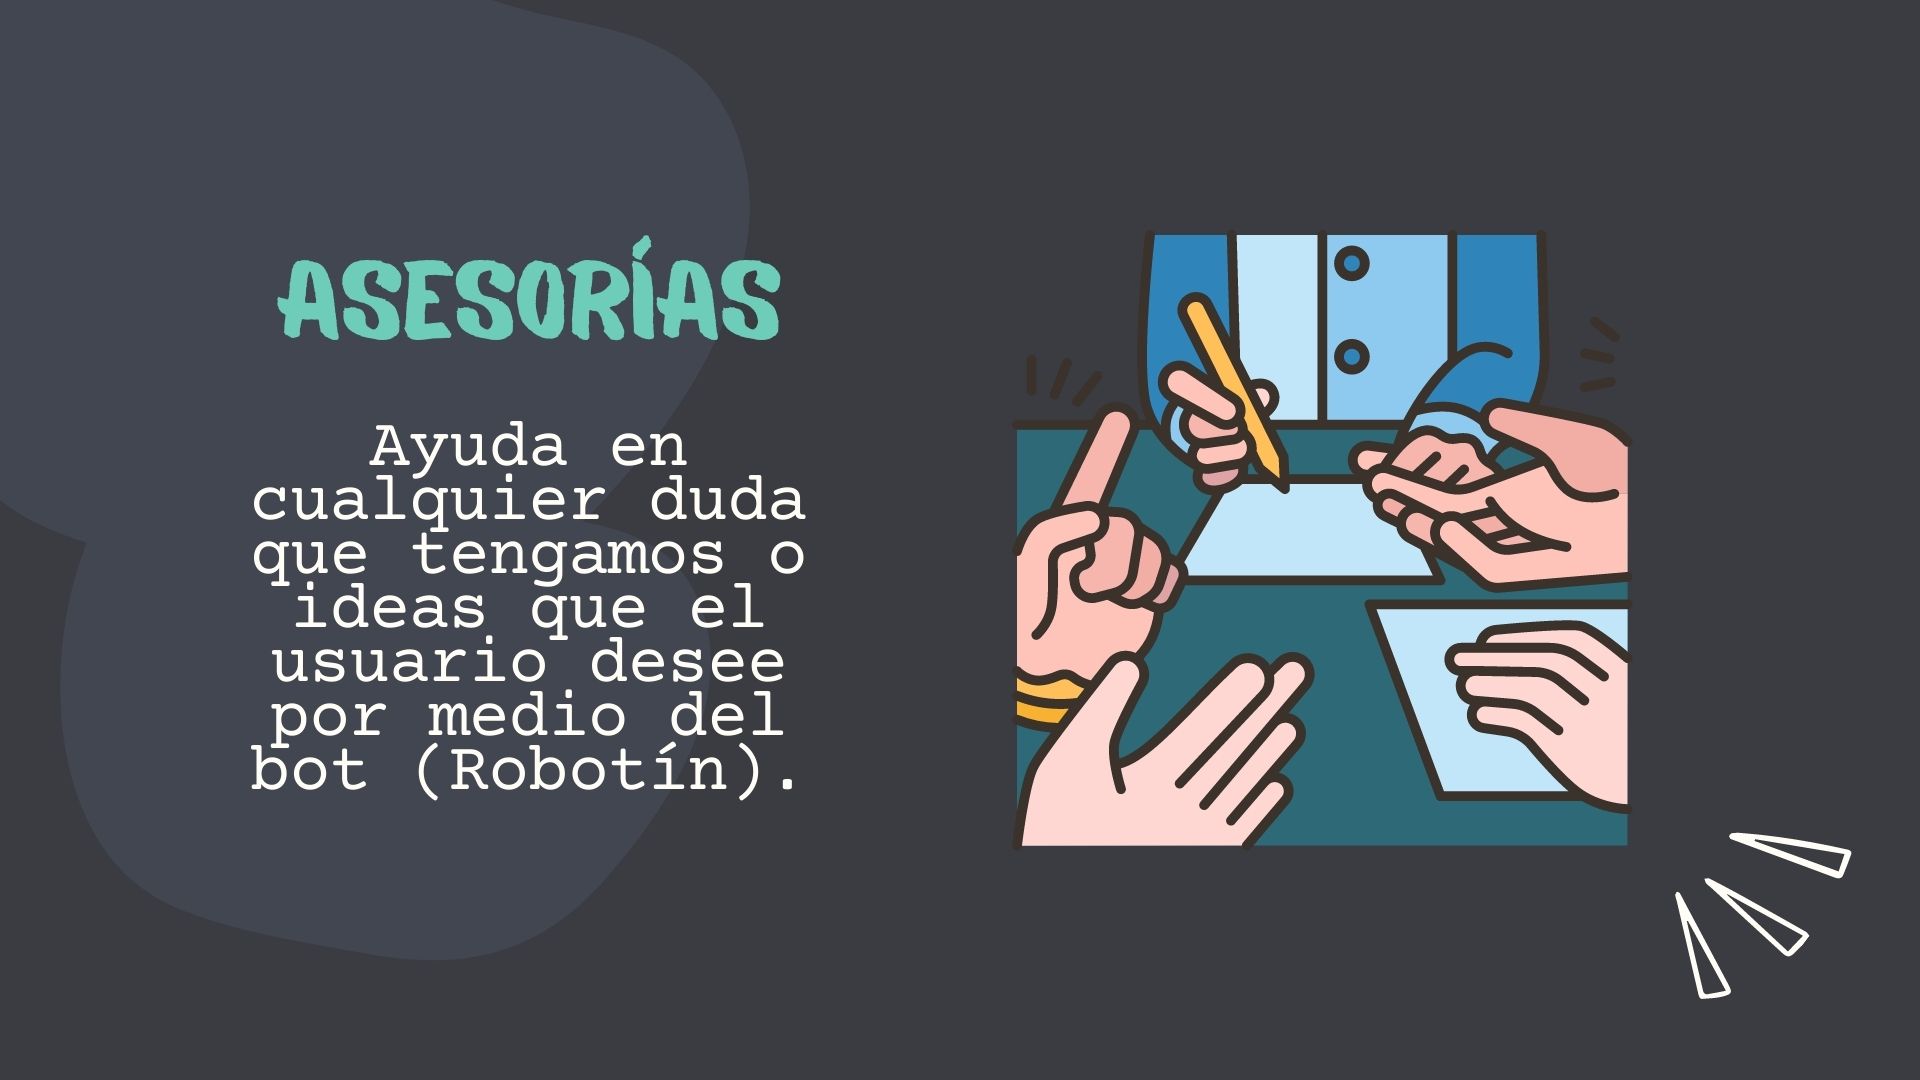 ASESORÍAS
Ayuda en
cualquier duda
que tengamos o
ideas que el
usuario desee
por medio del
bot (Robotín).